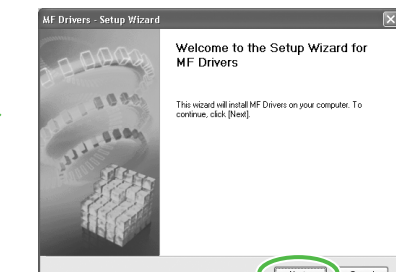 MF Drivers - Setup Wizard
Welcome to the Setup Wizard for
MF Drivers
This wizard will install MF Drivers on your computer. To
continue, click [Next].